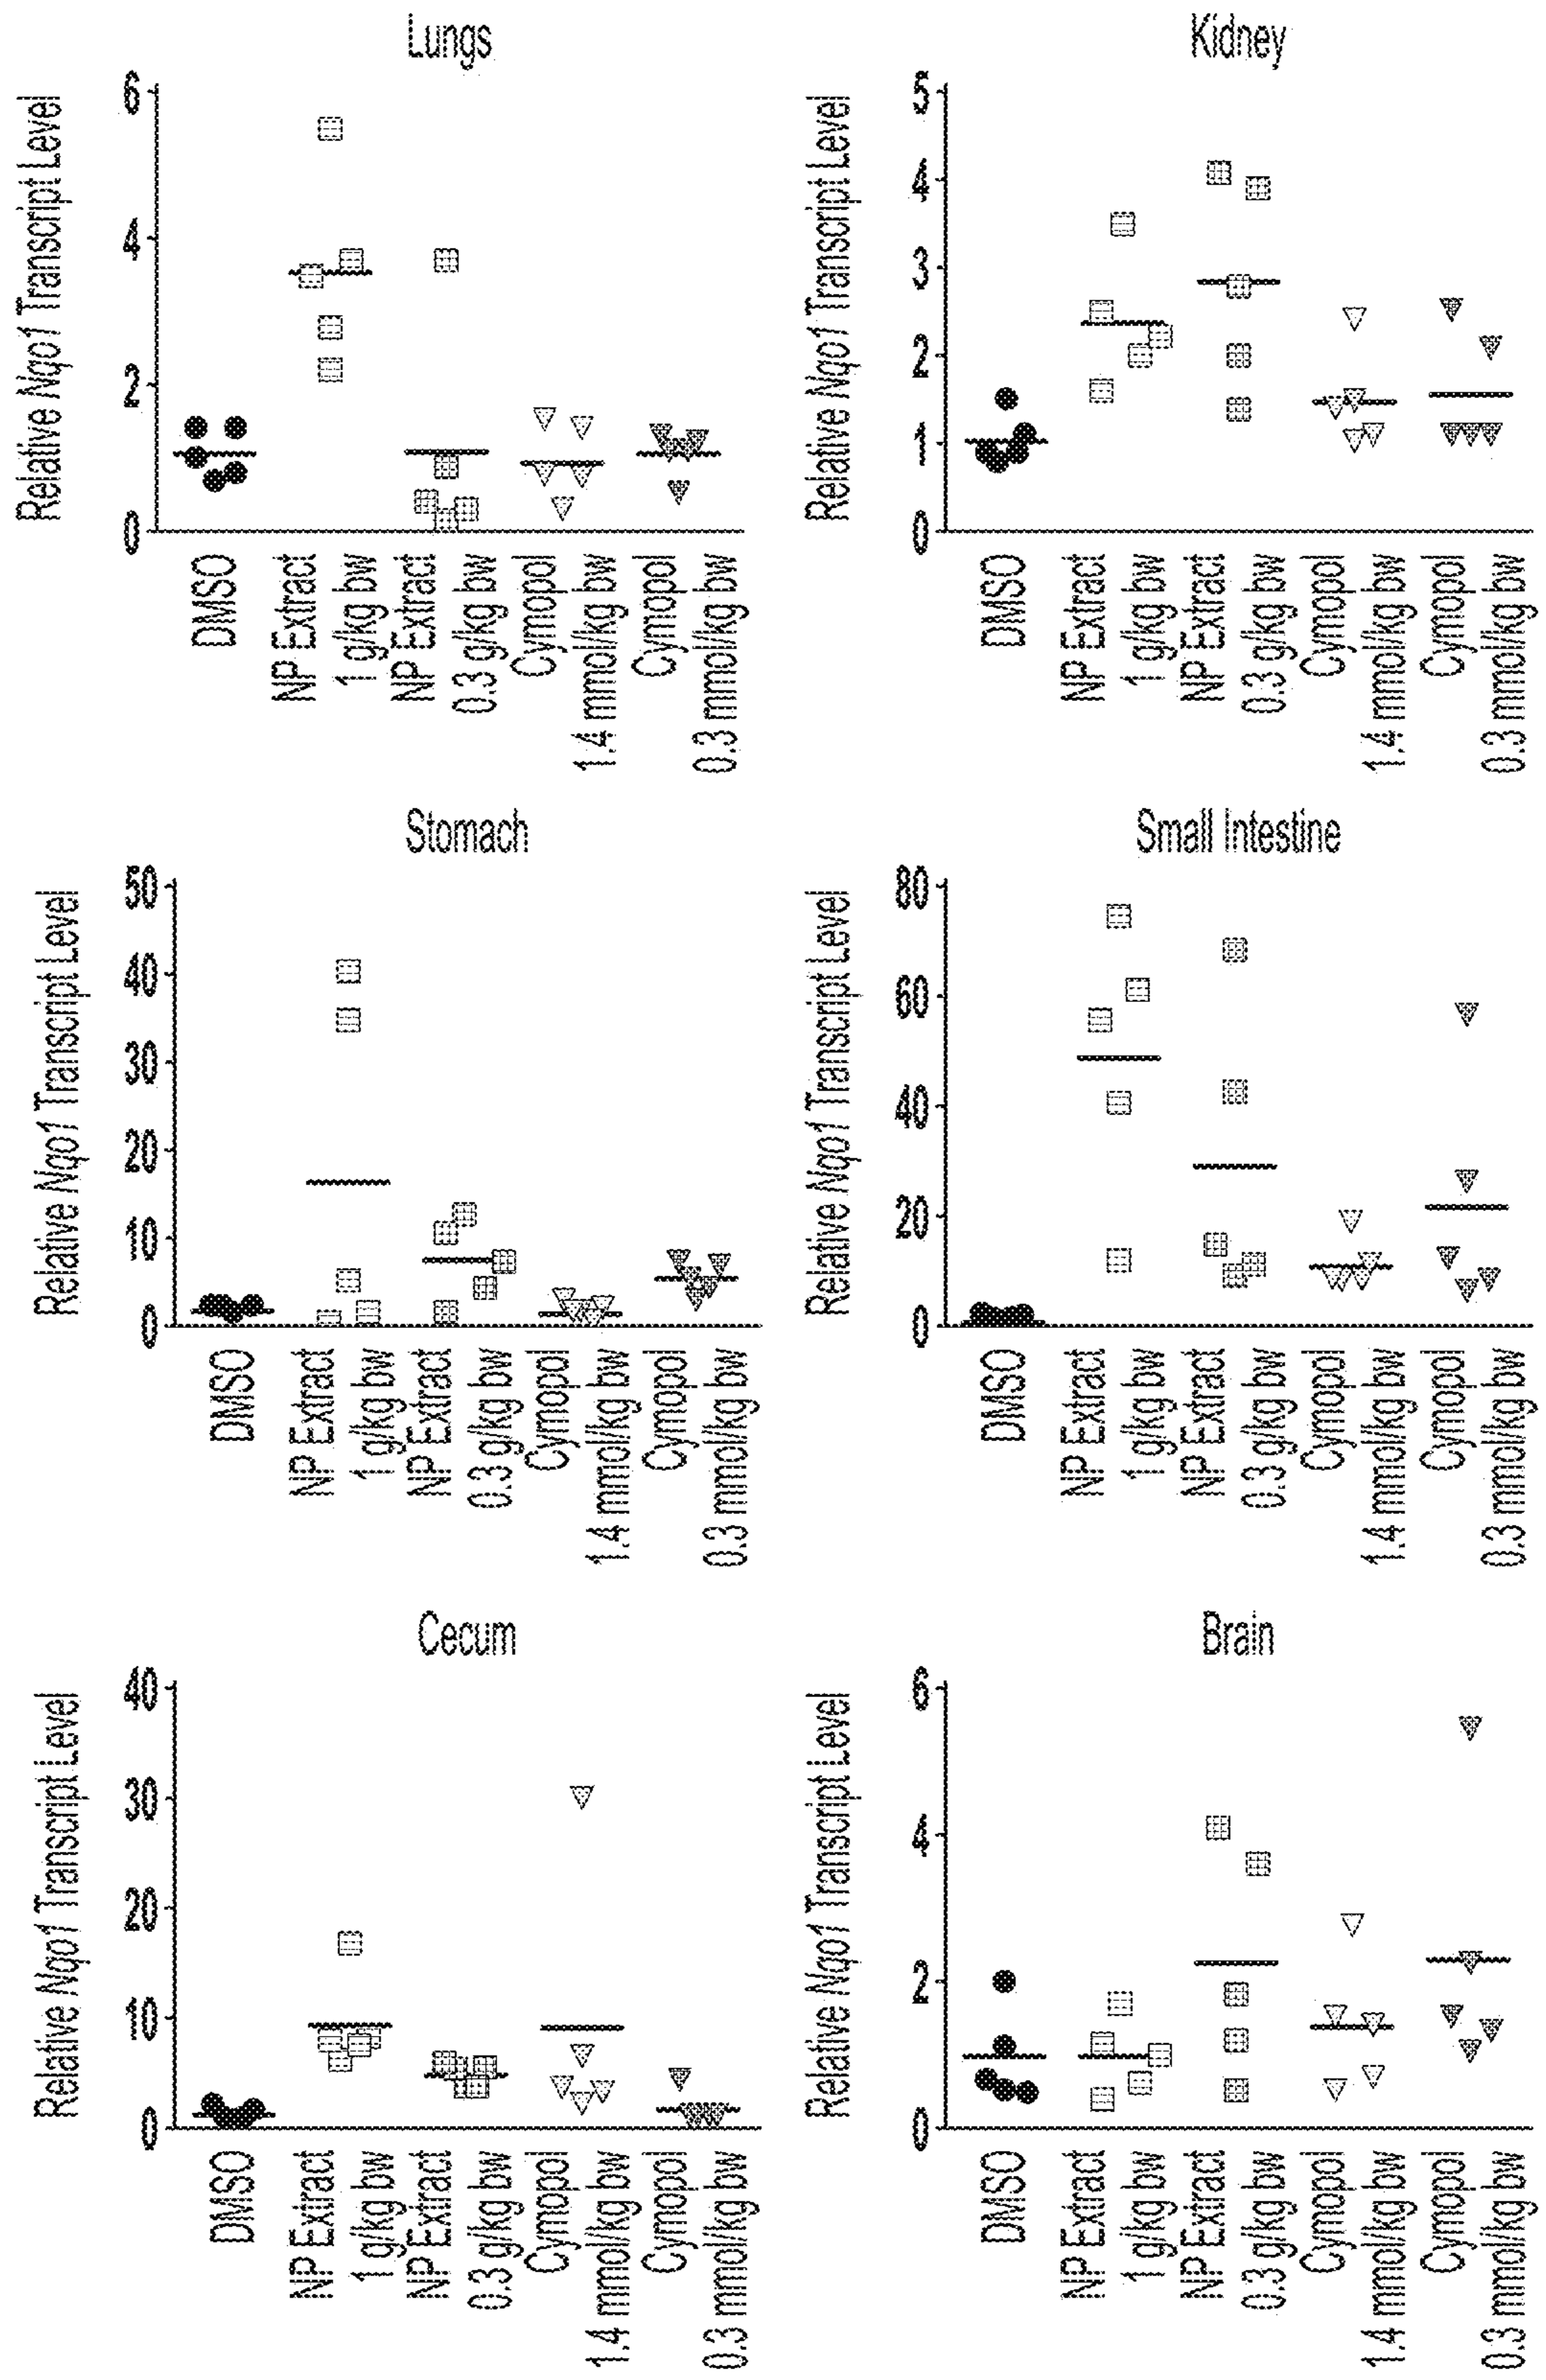 Lungs
Relative Nqo1 Transcript Level
6
4
2
0
DMSO
NP Extract
1 g/kg bw
NP Extract
0.3 g/kg bw
Cymopol
1.4 mmol/kg bw
Cymopol
0.3 mmol/kg bw
Kidney
Relative Nqo1 Transcript Level
5
4
3
2
1
0
DMSO
NP Extract
1 g/kg bw
NP Extract
0.3 g/kg bw
Cymopol
1.4 mmol/kg bw
Cymopol
0.3 mmol/kg bw
Stomach
Relative Nqo1 Transcript Level
50
40
30
20
10
0
DMSO
NP Extract
1 g/kg bw
NP Extract
0.3 g/kg bw
Cymopol
1.4 mmol/kg bw
Cymopol
0.3 mmol/kg bw
Small Intestine
Relative Nqo1 Transcript Level
80
60
40
20
0
DMSO
NP Extract
1 g/kg bw
NP Extract
0.3 g/kg bw
Cymopol
1.4 mmol/kg bw
Cymopol
0.3 mmol/kg bw
Cecum
Relative Nqo1 Transcript Level
40
30
20
10
0
DMSO
NP Extract
1 g/kg bw
NP Extract
0.3 g/kg bw
Cymopol
1.4 mmol/kg bw
Cymopol
0.3 mmol/kg bw
Brain
Relative Nqo1 Transcript Level
6
4
2
0
DMSO
NP Extract
1 g/kg bw
NP Extract
0.3 g/kg bw
Cymopol
1.4 mmol/kg bw
Cymopol
0.3 mmol/kg bw